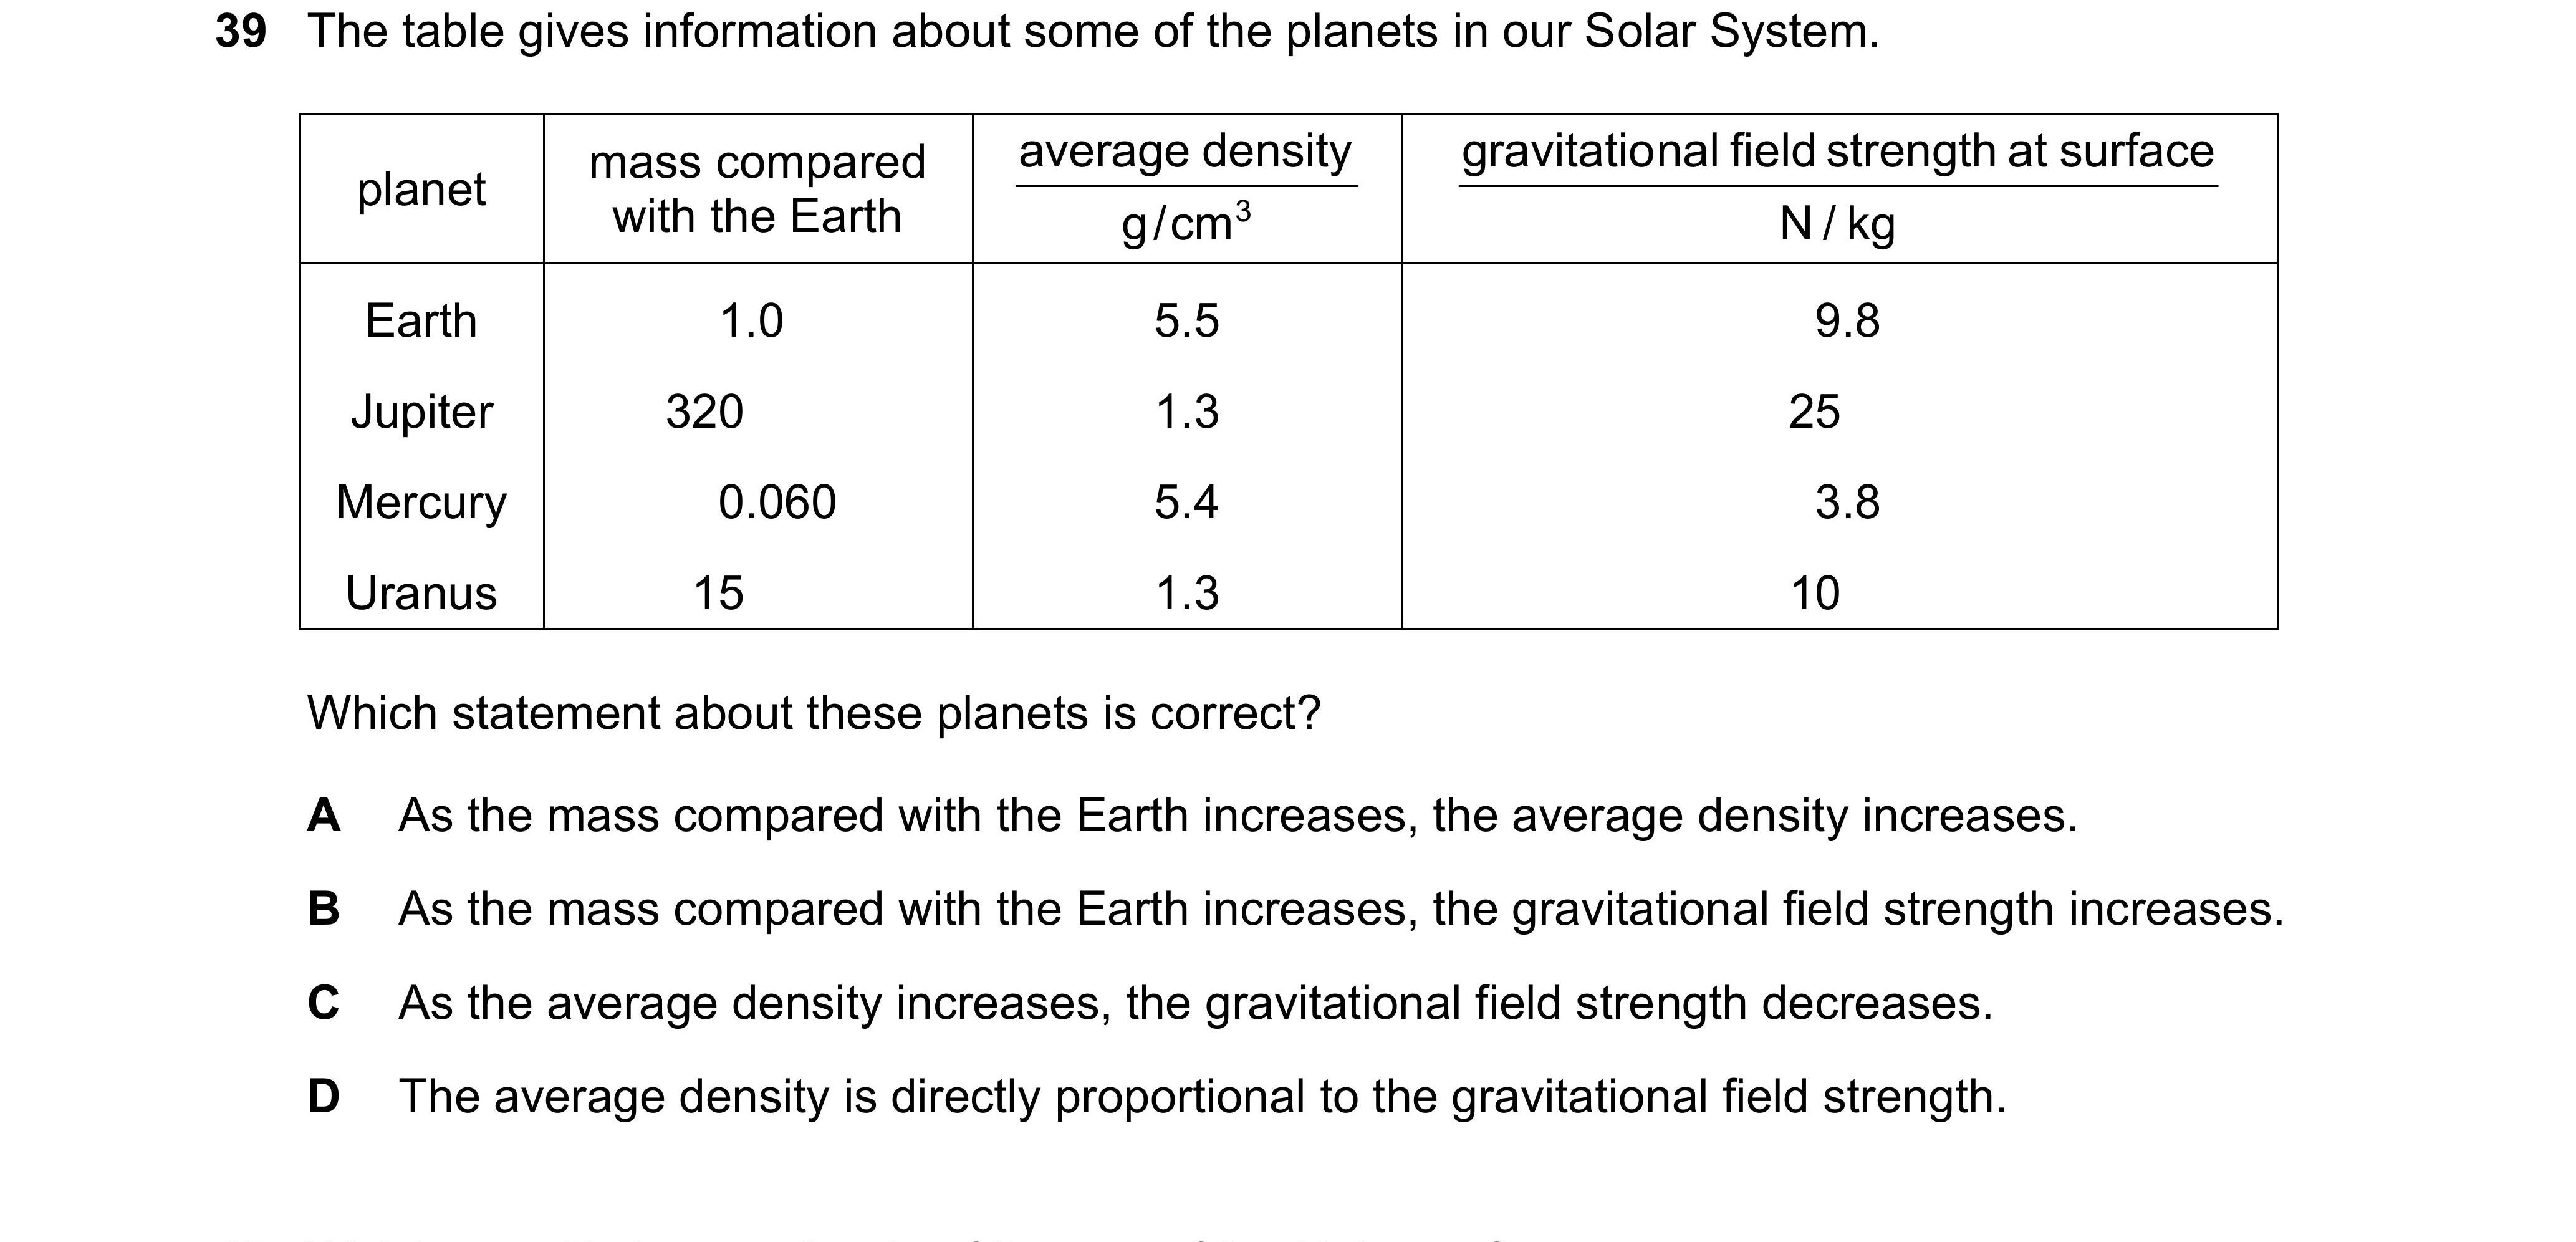 39 The table gives information about some of the planets in our Solar System.
planet mass compared with the Earth average density g/cm³ gravitational field strength at surface N/kg
Earth 1.0 5.5 9.8
Jupiter 320 1.3 25
Mercury 0.060 5.4 3.8
Uranus 15 1.3 10
Which statement about these planets is correct?
A As the mass compared with the Earth increases, the average density increases.
B As the mass compared with the Earth increases, the gravitational field strength increases.
C As the average density increases, the gravitational field strength decreases.
D The average density is directly proportional to the gravitational field strength.